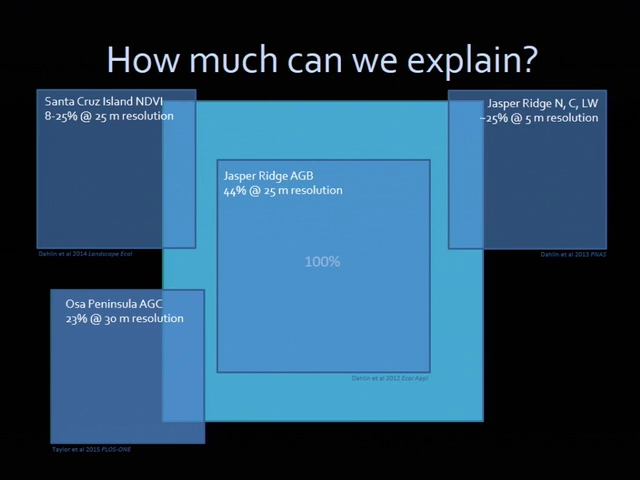 How much can we explain?
Santa Cruz Island NDVI
8-25% @ 25 m resolution
Dahlin et al 2014 Landscape Ecol
Jasper Ridge N, C, LW
~25% @ 5 m resolution
Dahlin et al 2013 PNAS
Jasper Ridge AGB
44% @ 25 m resolution
100%
Dahlin et al 2012 Ecol Appl
Osa Peninsula AGC
23% @ 30 m resolution
Taylor et al 2015 PLOS-ONE